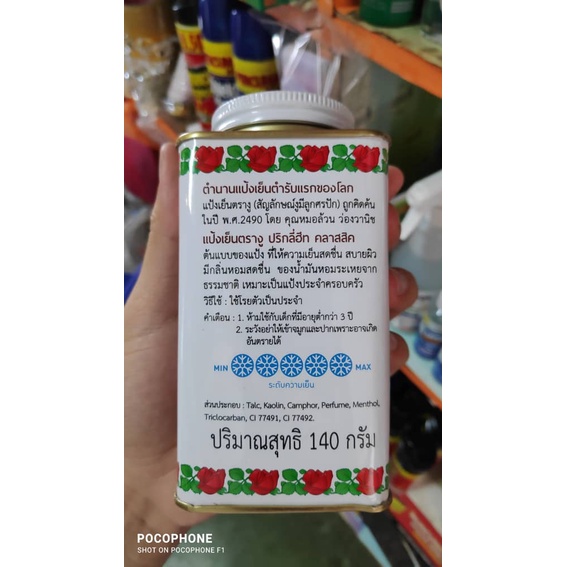 ตำนานแป้งเย็นตำรับแรกของโลก
แป้งเย็นตรางู (สัญลักษณ์งูมีลูกศรปัก) ถูกคิดค้น
ในปี พ.ศ.2490 โดย คุณหมอล้วน ว่องวานิช
แป้งเย็นตรางู ปริกลี่ฮีท คลาสสิค
ต้นแบบของแป้ง ที่ให้ความเย็นสดชื่น สบายผิว
มีกลิ่นหอมสดชื่น ของน้ำมันหอมระเหยจาก
ธรรมชาติ เหมาะเป็นแป้งประจำครอบครัว
วิธีใช้ : ใช้โรยตัวเป็นประจำ
คำเตือน : 1. ห้ามใช้กับเด็กที่มีอายุต่ำกว่า 3 ปี
2. ระวังอย่าให้เข้าจมูกและปากเพราะอาจเกิด
อันตรายได้
MIN MAX
ระดับความเย็น
ส่วนประกอบ : Talc, Kaolin, Camphor, Perfume, Menthol,
Triclocarban, CI 77491, CI 77492.
ปริมาณสุทธิ 140 กรัม
POCOPHONE
SHOT ON POCOPHONE F1